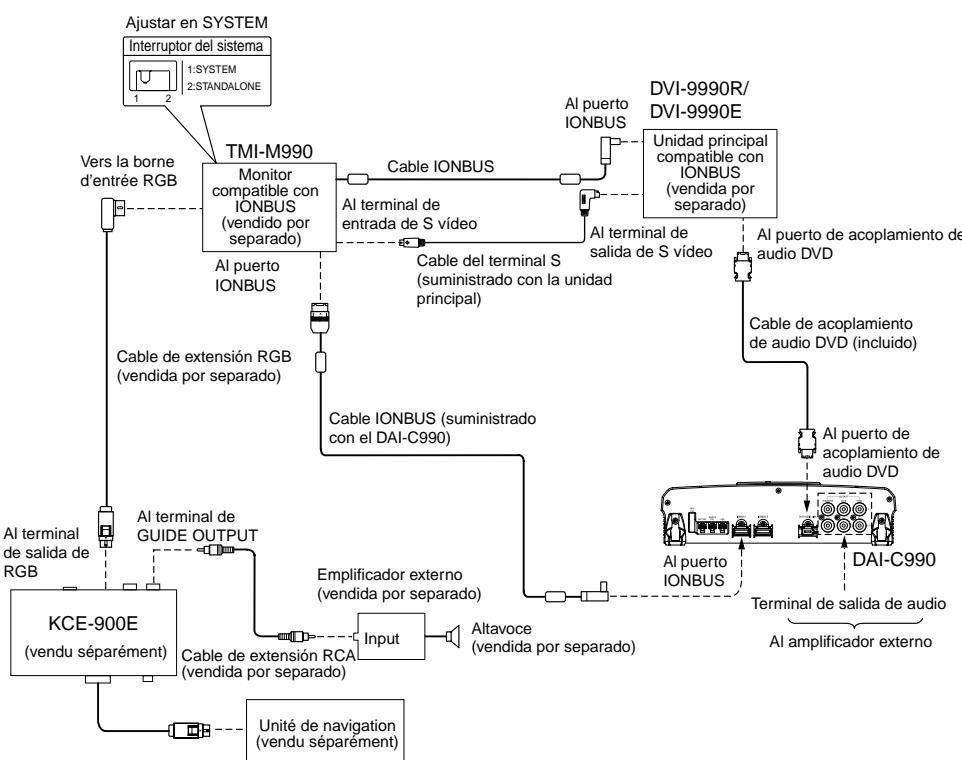 Ajustar en SYSTEM
Interruptor del sistema
1:SYSTEM
2:STANDALONE
1 2
DVI-9990R/
DVI-9990E
Al puerto
IONBUS
Unidad principal
compatible con
IONBUS
(vendida por
separado)
TMI-M990
Monitor
compatible con
IONBUS
(vendido por
separado)
Vers la borne
d'entrée RGB
Cable IONBUS
Al terminal de
entrada de S vídeo
Al terminal de
salida de S vídeo
Al puerto de acoplamiento de
audio DVD
Al puerto
IONBUS
Cable del terminal S
(suministrado con la unidad
principal)
Cable de acoplamiento
de audio DVD (incluido)
Cable de extensión RGB
(vendida por separado)
Cable IONBUS (suministrado
con el DAI-C990)
Al puerto de
acoplamiento de
audio DVD
Al terminal
de salida de
RGB
Al terminal de
GUIDE OUTPUT
DAI-C990
Al puerto
IONBUS
Emplificador externo
(vendida por separado)
Terminal de salida de audio
Al amplificador externo
KCE-900E
(vendu séparément)
Input
Altavoce
(vendida por separado)
Cable de extensión RCA
(vendida por separado)
Unité de navigation
(vendu séparément)